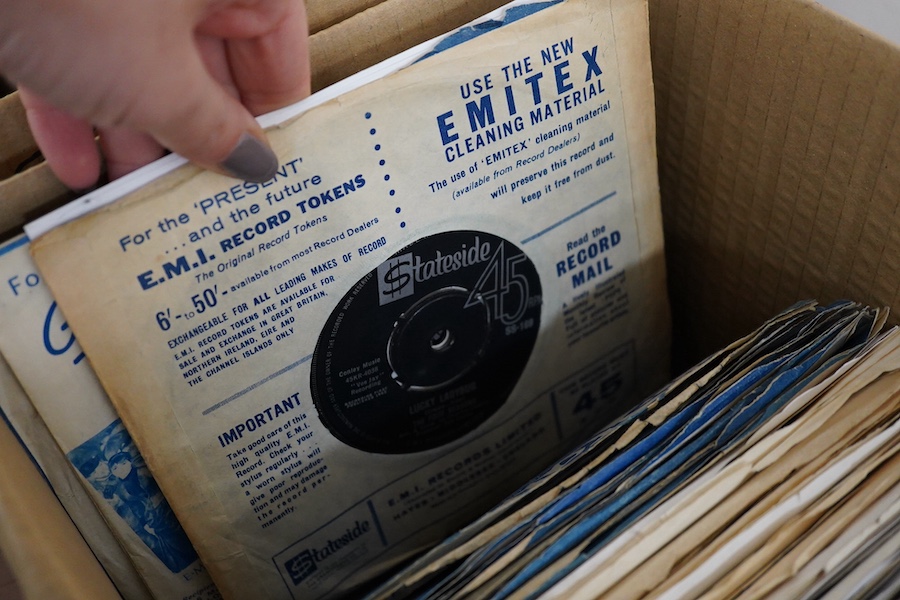 For the 'PRESENT'
...and the future
E.M.I. RECORD TOKENS
The Original Record Tokens
6'- to 50'- available from most Record Dealers
EXCHANGEABLE FOR ALL LEADING MAKES OF RECORD
E.M.I. RECORD TOKENS ARE AVAILABLE FOR
SALE AND EXCHANGE IN GREAT BRITAIN,
NORTHERN IRELAND, EIRE AND
THE CHANNEL ISLANDS ONLY
USE THE NEW
EMITEX
CLEANING MATERIAL
The use of 'EMITEX' cleaning material
(available from Record Dealers)
will preserve this record and
keep it free from dust.
Read the
RECORD
MAIL
Stateside
45
LUCKY
IMPORTANT
Take good care of this
high quality E.M.I.
Record. Check your
stylus regularly
a worn stylus will
give poor reproduc-
tion and may damage
the record per-
manently.
Stateside
E.M.I. RECORDS LIMITED
45
Fo